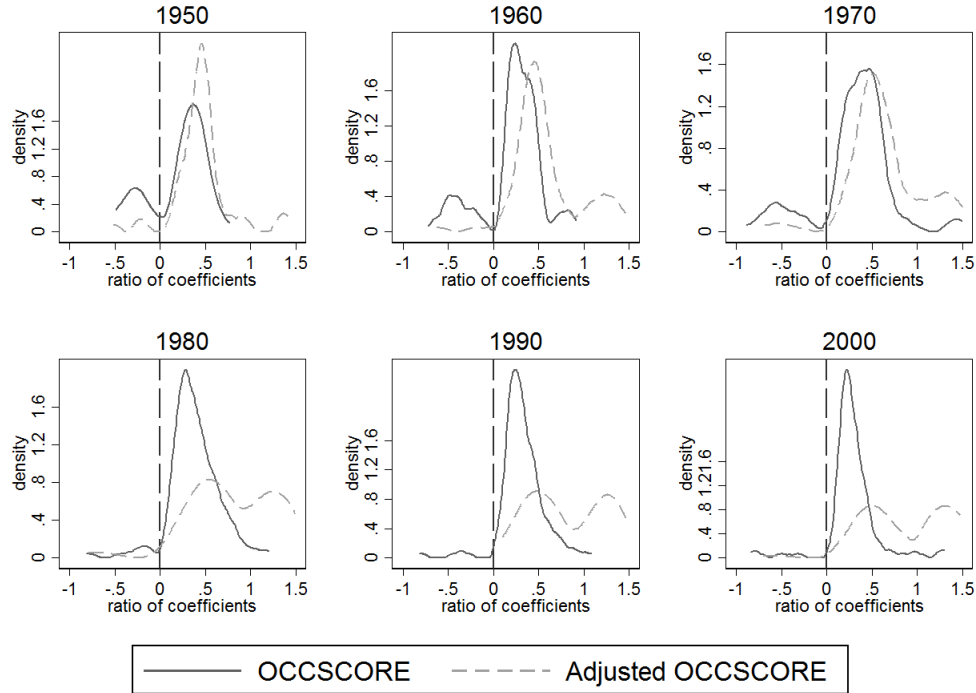 1950
density
0 .4 .8 1.2 1.6
-1 -.5 0 .5 1 1.5
ratio of coefficients
1960
density
0 .4 .8 1.2 1.6
-1 -.5 0 .5 1 1.5
ratio of coefficients
1970
density
0 .4 .8 1.2 1.6
-1 -.5 0 .5 1 1.5
ratio of coefficients
1980
density
0 .4 .8 1.2 1.6
-1 -.5 0 .5 1 1.5
ratio of coefficients
1990
density
0 .4 .8 1.2 1.6
-1 -.5 0 .5 1 1.5
ratio of coefficients
2000
density
0 .4 .8 1.2 1.6
-1 -.5 0 .5 1 1.5
ratio of coefficients
OCCSCORE Adjusted OCCSCORE